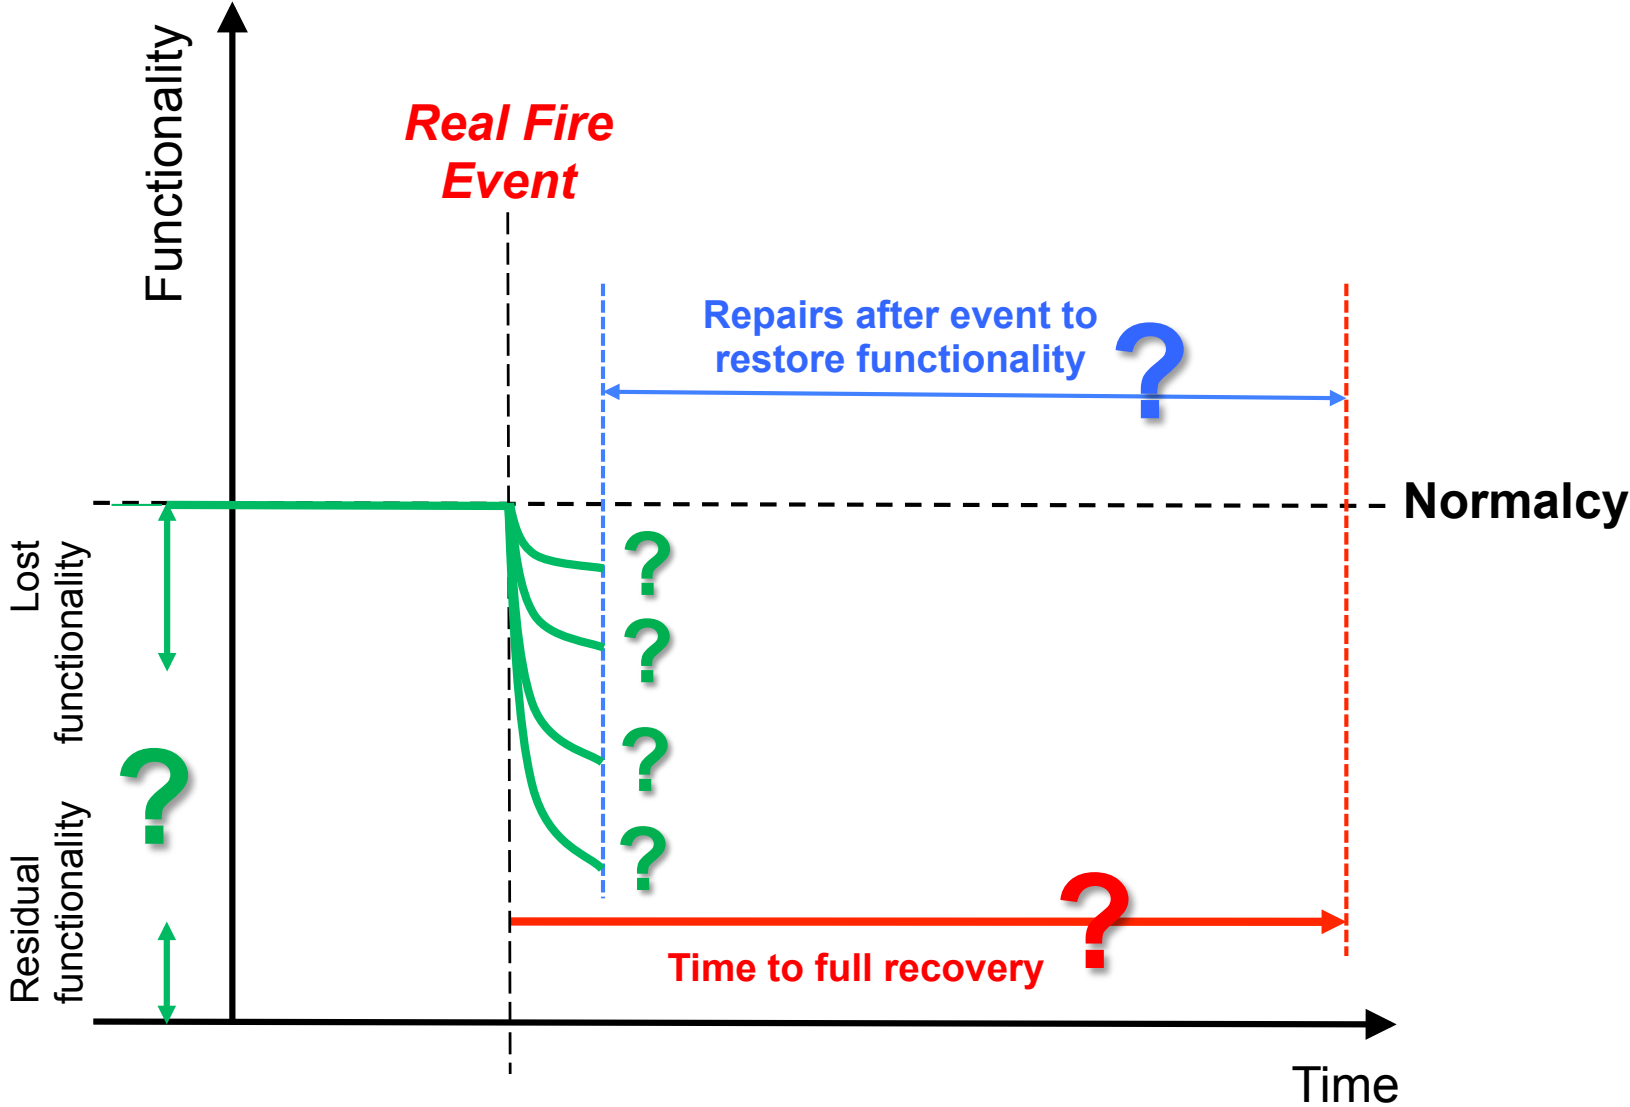 Functionality
Real Fire
Event
Repairs after event to
restore functionality
?
Normalcy
Lost
functionality
?
?
?
?
?
Residual
functionality
?
Time to full recovery
Time